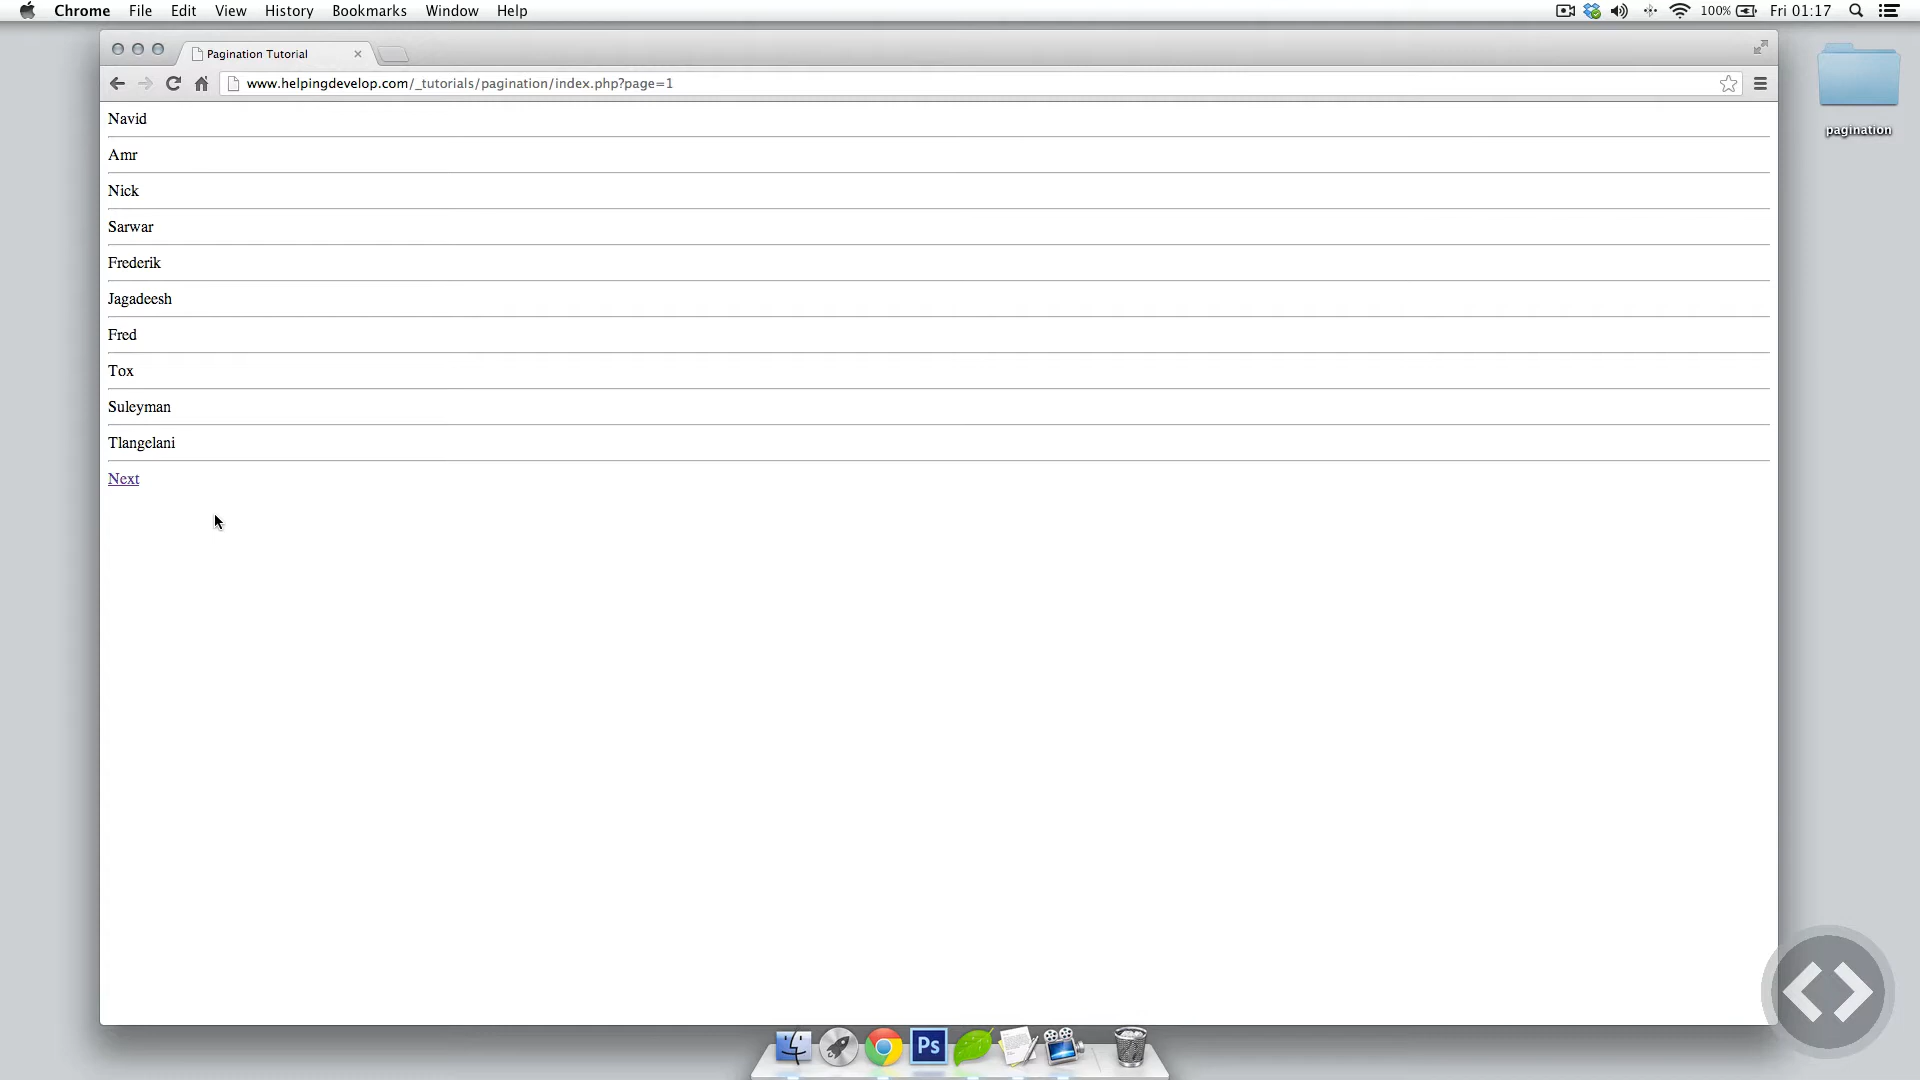 Chrome File Edit View History Bookmarks Window Help 100% Fri 01:17
Pagination Tutorial
www.helpingdevelop.com/_tutorials/pagination/index.php?page=1
pagination
Navid
Amr
Nick
Sarwar
Frederik
Jagadeesh
Fred
Tox
Suleyman
Tlangelani
Next
Ps